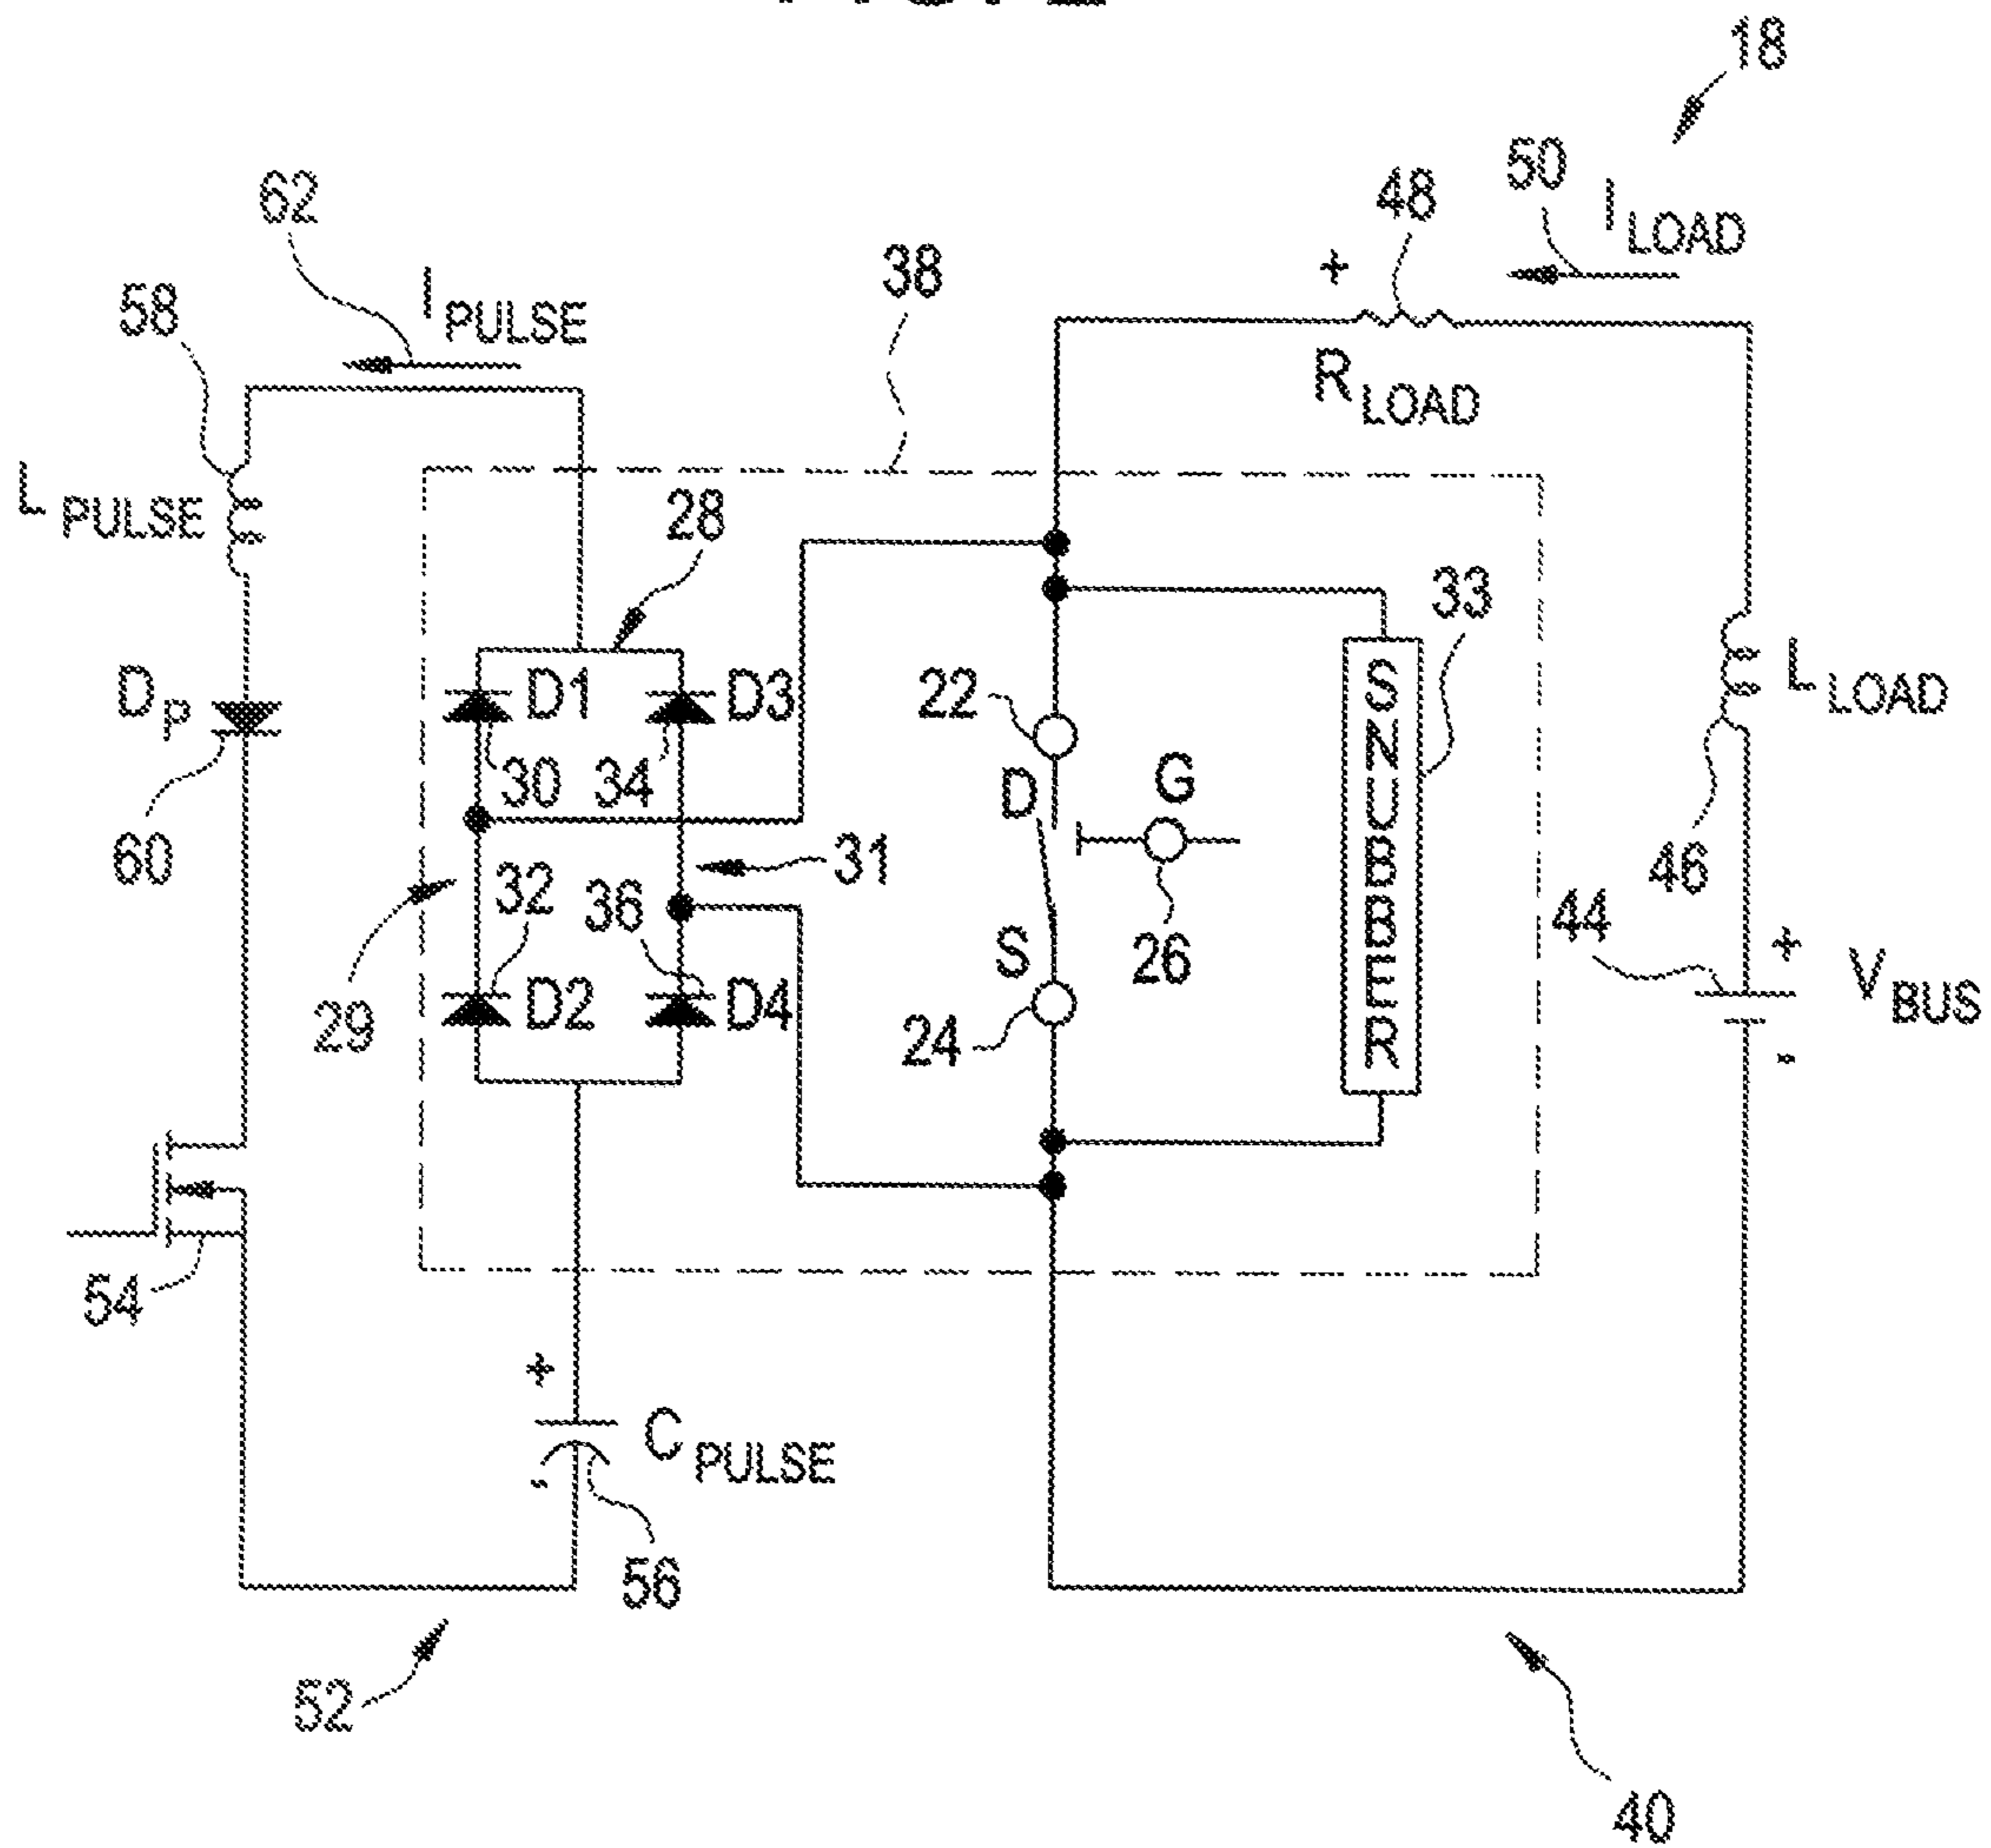 18
50
I LOAD
48
+
R LOAD
62
I PULSE
38
58
L PULSE
28
33
D1
D3
30
34
22
D
G
SNUBBER
L LOAD
46
D P
60
31
29
32
36
26
S
24
D2
D4
44
+
V BUS
-
54
+
C PULSE
-
56
52
40